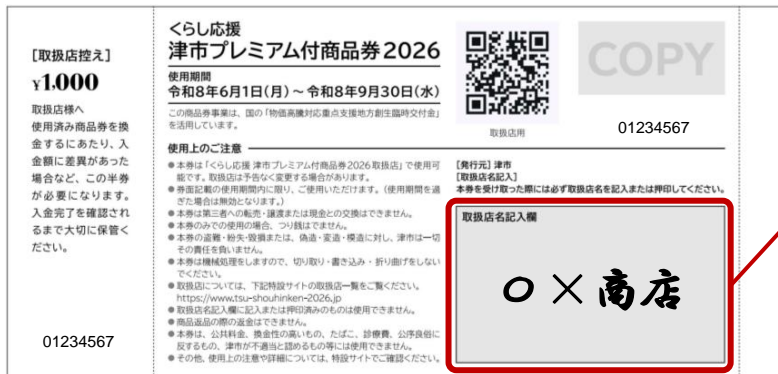 [取扱店控え]
¥1,000
取扱店様へ
使用済み商品券を換
金するにあたり、入
金額に差異があった
場合など、この半券
が必要になります。
入金完了を確認され
るまで大切に保管く
ださい。
01234567
くらし応援
津市プレミアム付商品券2026
使用期間
令和8年6月1日(月)～令和8年9月30日(水)
この商品券事業は、国の「物価高騰対応重点支援地方創生臨時交付金」
を活用しています。
使用上のご注意
●本券は「くらし応援 津市プレミアム付商品券2026取扱店」で使用可
能です。取扱店は予告なく変更する場合があります。
●券面記載の使用期間内に限り、ご使用いただけます。(使用期間を過
ぎた場合は無効となります。)
●本券は第三者への転売・譲渡または現金との交換はできません。
●本券のみでの使用の場合、つり銭はでません。
●本券の盗難・紛失・毀損または、偽造・変造・模造に対し、津市は一切
その責任を負いません。
●本券は機械処理をしますので、切り取り・書き込み・折り曲げをしない
でください。
●取扱店については、下記特設サイトの取扱店一覧をご覧ください。
https://www.tsu-shouhinken-2026.jp
●取扱店名記入欄に記入または押印済みのものは使用できません。
●商品返品の際の返金はできません。
●本券は、公共料金、換金性の高いもの、たばこ、診療費、公序良俗に
反するもの、津市が不適当と認めるもの等には使用できません。
●その他、使用上の注意や詳細については、特設サイトでご確認ください。
取扱店用
COPY
01234567
[発行元]津市
[取扱店名記入]
本券を受け取った際には必ず取扱店名を記入または押印してください。
取扱店名記入欄
○×商店